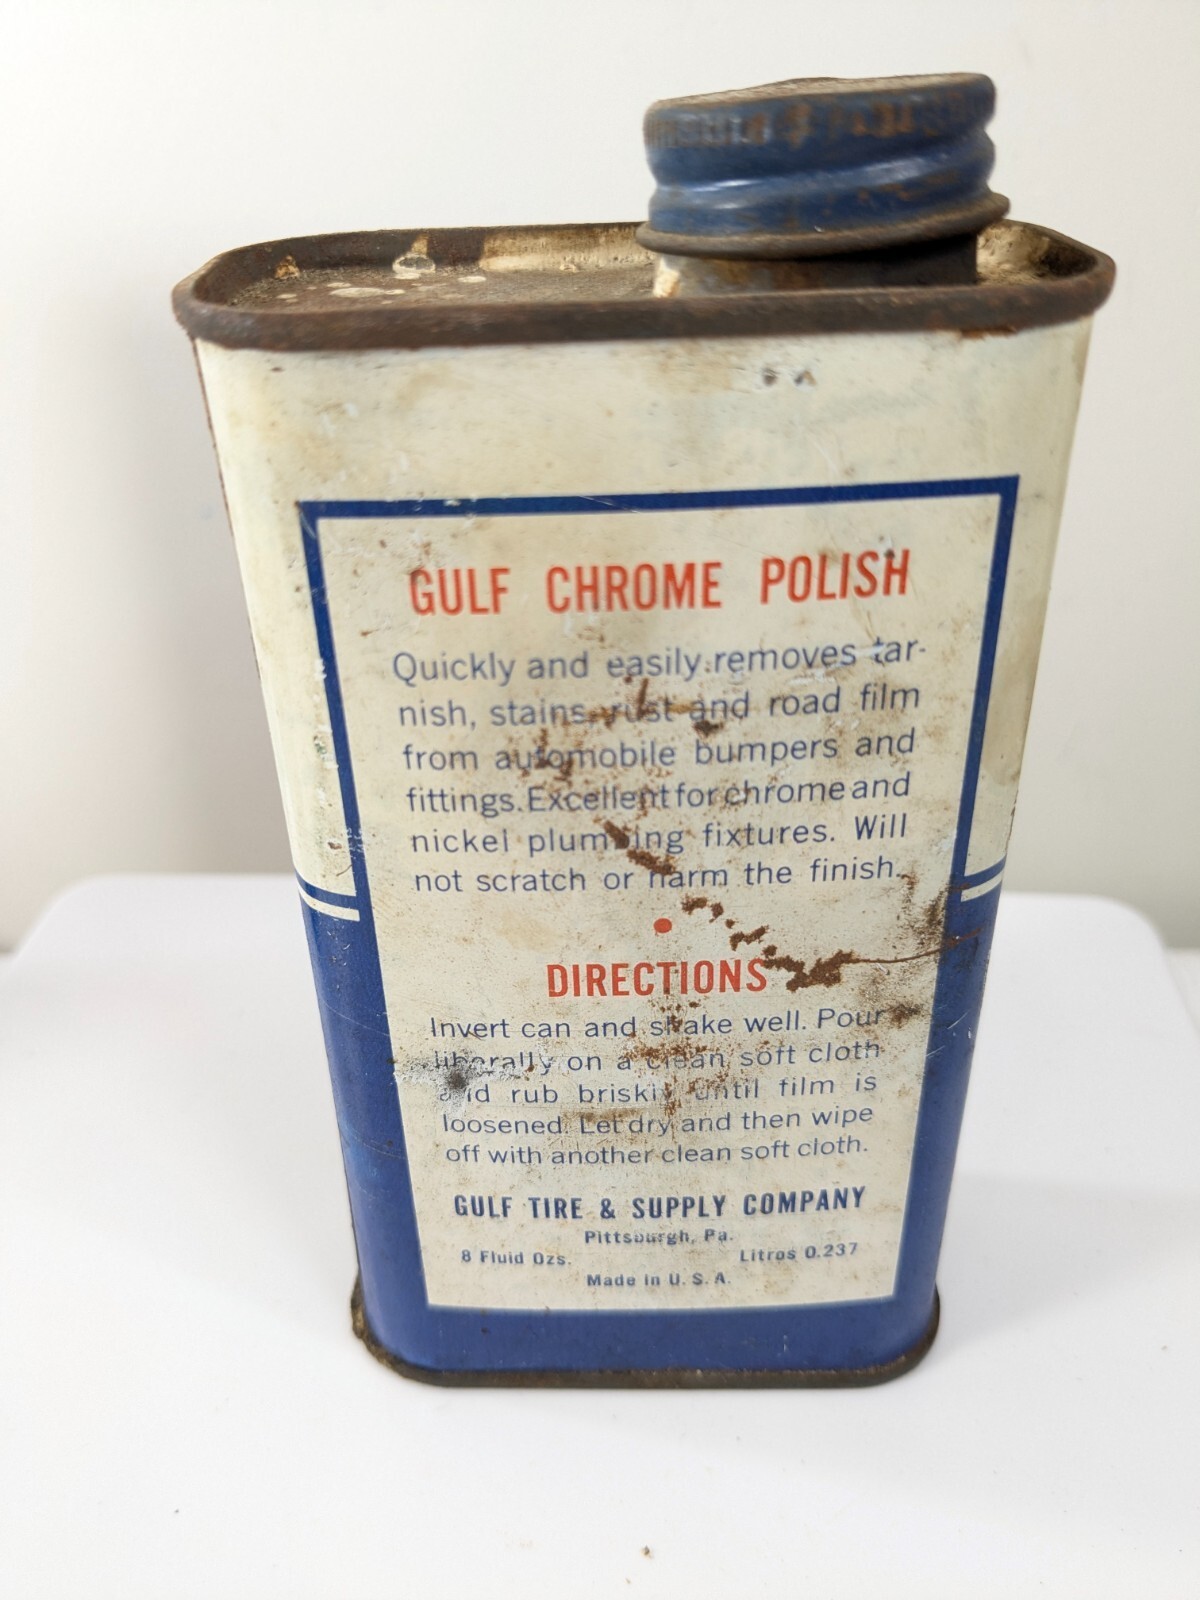 GULF CHROME POLISH
Quickly and easily removes tar-
nish, stains, rust and road film
from automobile bumpers and
fittings. Excellent for chrome and
nickel plumbing fixtures. Will
not scratch or harm the finish.
DIRECTIONS
Invert can and shake well. Pour
liberally on a clean, soft cloth
and rub briskly until film is
loosened. Let dry and then wipe
off with another clean soft cloth.
GULF TIRE & SUPPLY COMPANY
Pittsburgh, Pa.
8 Fluid Ozs. Litros 0.237
Made in U. S. A.